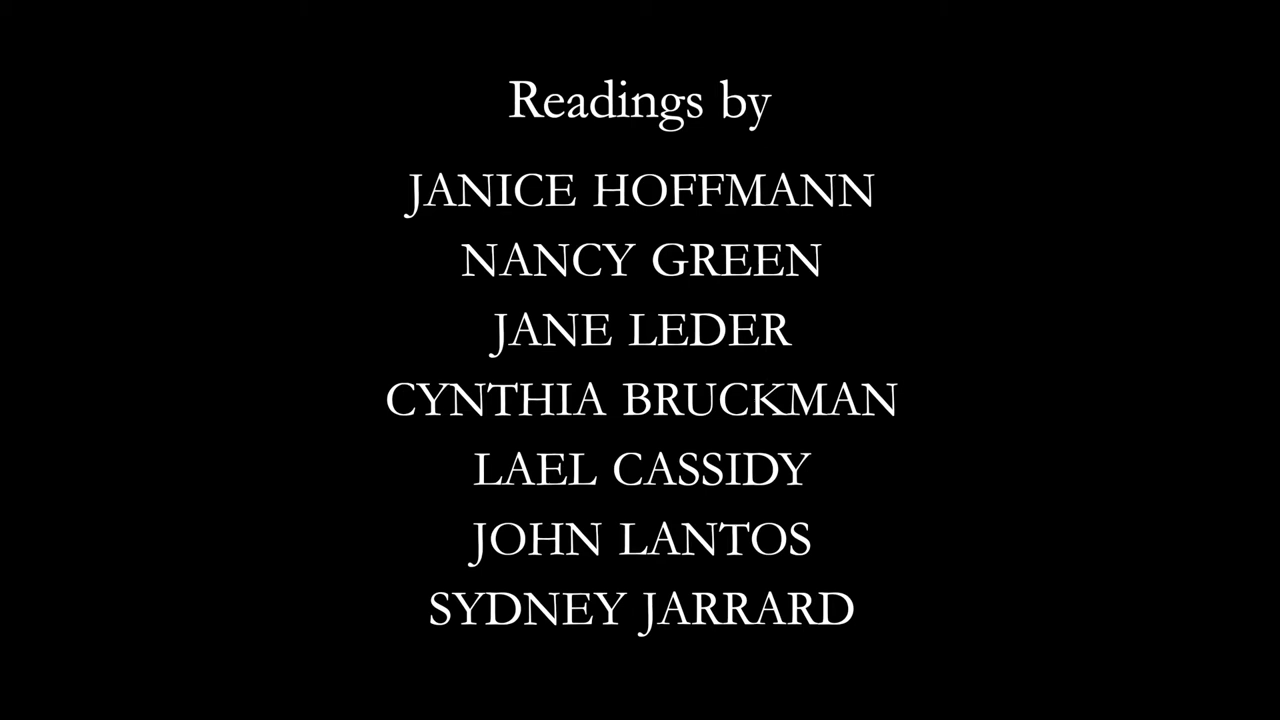 Readings by
JANICE HOFFMANN
NANCY GREEN
JANE LEDER
CYNTHIA BRUCKMAN
LAEL CASSIDY
JOHN LANTOS
SYDNEY JARRARD